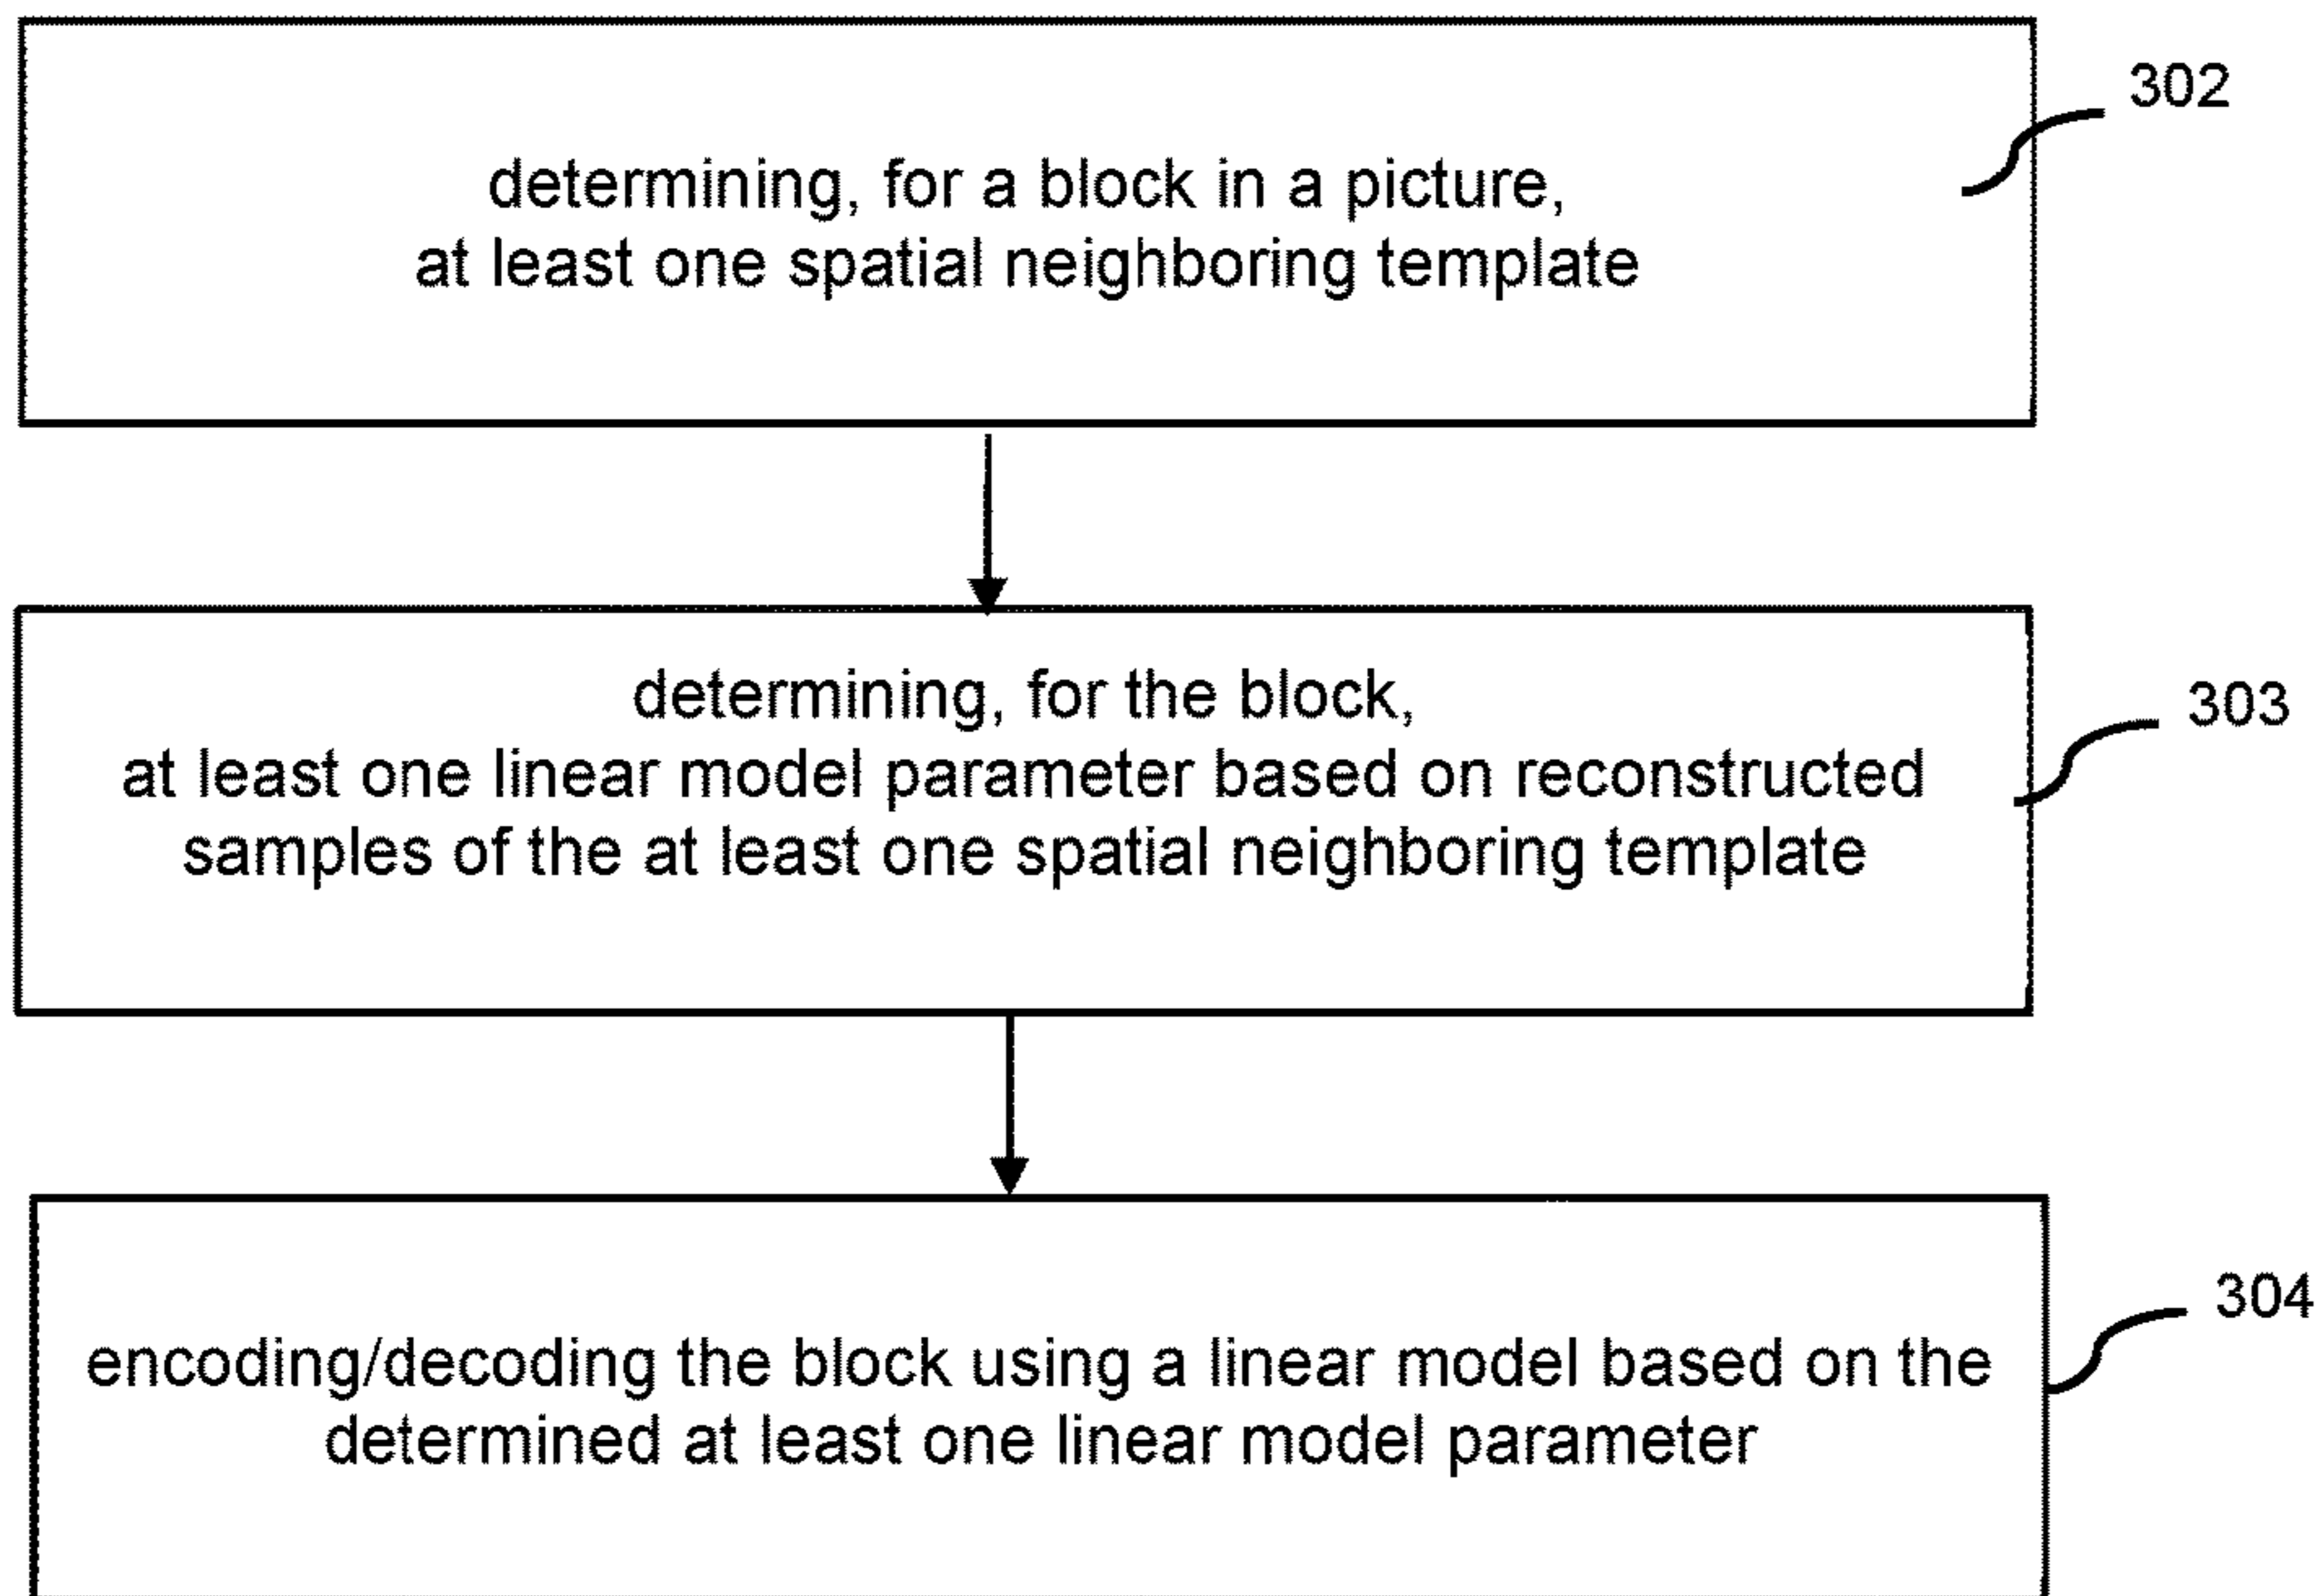 302
determining, for a block in a picture,
at least one spatial neighboring template
303
determining, for the block,
at least one linear model parameter based on reconstructed
samples of the at least one spatial neighboring template
304
encoding/decoding the block using a linear model based on the
determined at least one linear model parameter